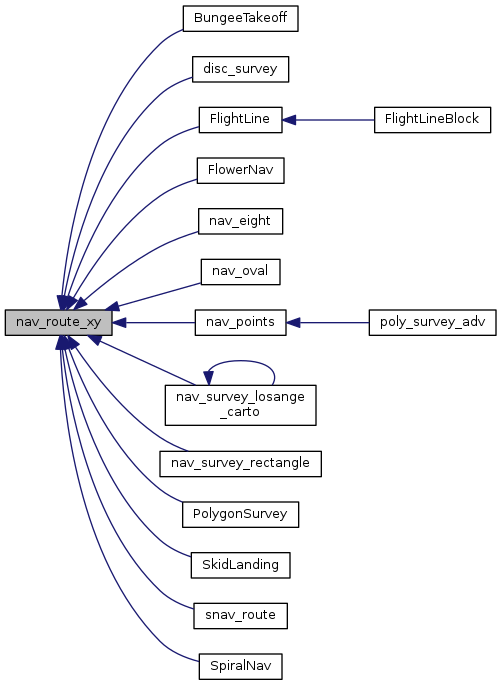 BungeeTakeoff
disc_survey
FlightLine
FlightLineBlock
FlowerNav
nav_eight
nav_oval
nav_route_xy
nav_points
poly_survey_adv
nav_survey_losange
_carto
nav_survey_rectangle
PolygonSurvey
SkidLanding
snav_route
SpiralNav